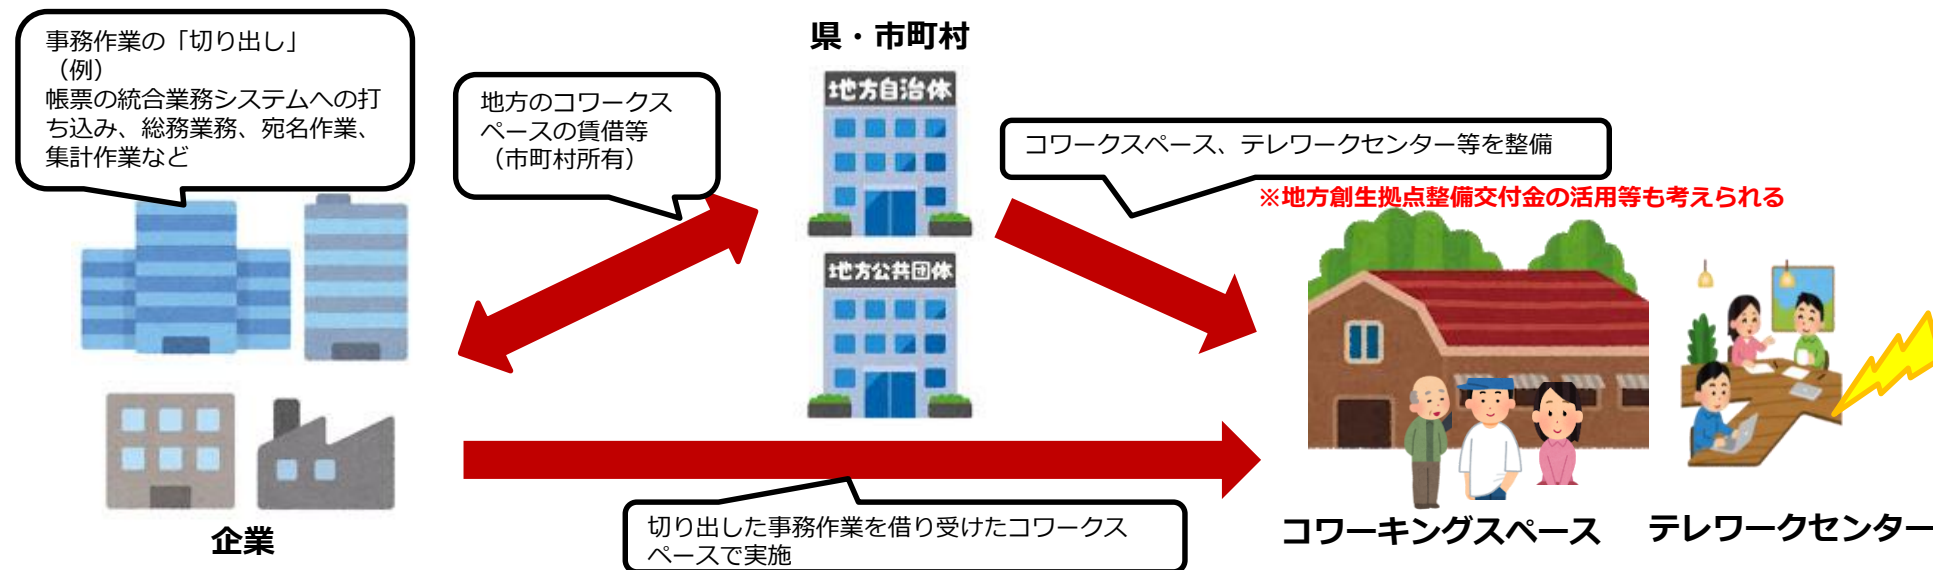 事務作業の「切り出し」
（例）
帳票の統合業務システムへの打
ち込み、総務業務、宛名作業、
集計作業など
企業
地方のコワークス
ペースの賃借等
（市町村所有）
県・市町村
地方自治体
地方公共団体
コワークスペース、テレワークセンター等を整備
※地方創生拠点整備交付金の活用等も考えられる
切り出した事務作業を借り受けたコワークス
ペースで実施
コワーキングスペース
テレワークセンター